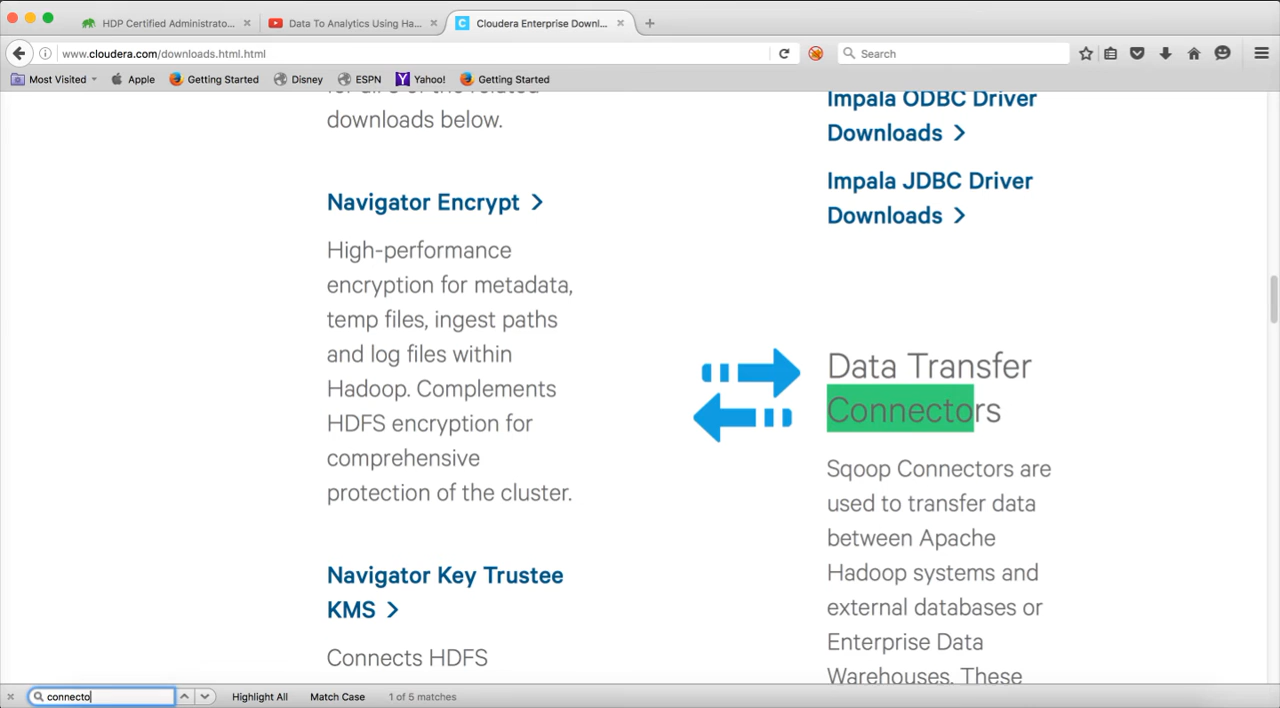 HDP Certified Administrato...
Data To Analytics Using Ha...
Cloudera Enterprise Downl...
www.cloudera.com/downloads.html.html
Search
Most Visited
Apple
Getting Started
Disney
ESPN
Yahoo!
Getting Started
downloads below.
Navigator Encrypt >
High-performance
encryption for metadata,
temp files, ingest paths
and log files within
Hadoop. Complements
HDFS encryption for
comprehensive
protection of the cluster.
Navigator Key Trustee
KMS >
Connects HDFS
Impala ODBC Driver
Downloads >
Impala JDBC Driver
Downloads >
Data Transfer
Connectors
Sqoop Connectors are
used to transfer data
between Apache
Hadoop systems and
external databases or
Enterprise Data
Warehouses. These
connecto
Highlight All
Match Case
1 of 5 matches